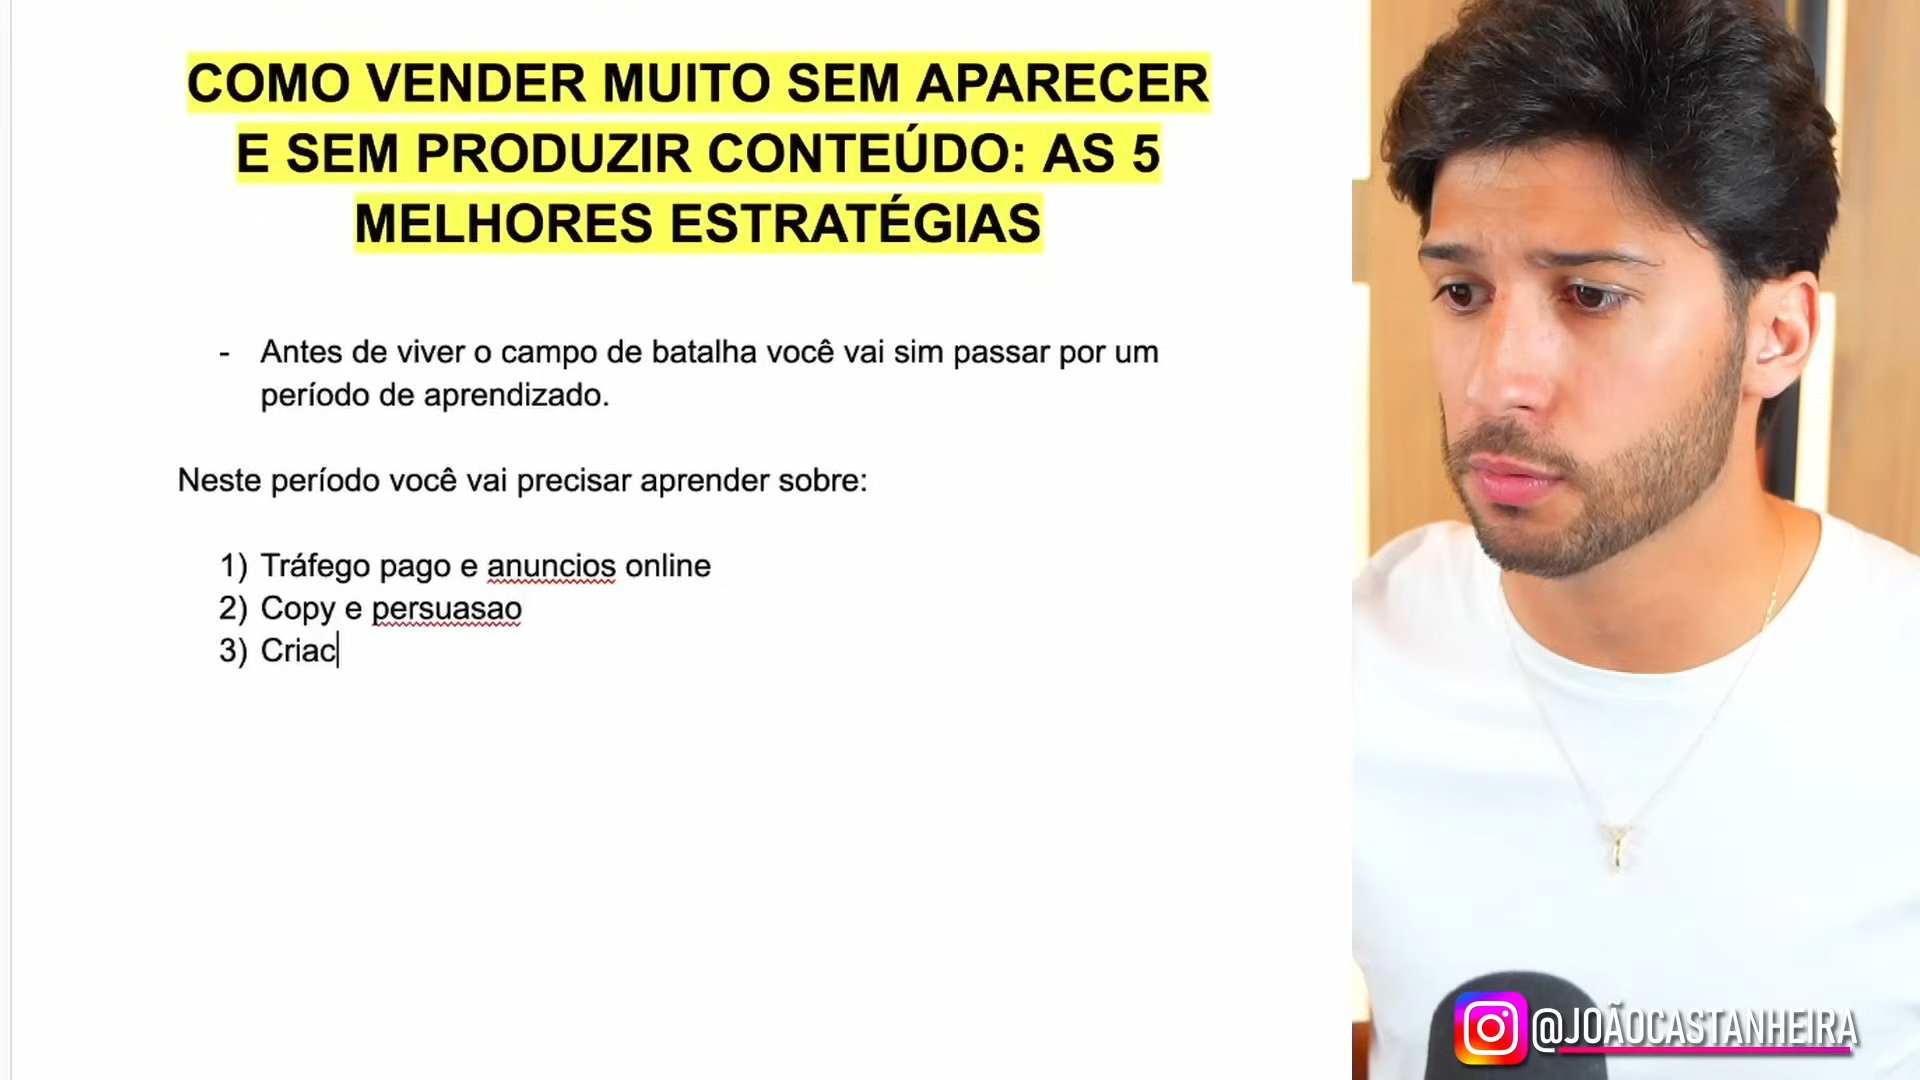 COMO VENDER MUITO SEM APARECER
E SEM PRODUZIR CONTEÚDO: AS 5
MELHORES ESTRATÉGIAS
- Antes de viver o campo de batalha você vai sim passar por um
período de aprendizado.
Neste período você vai precisar aprender sobre:
1) Tráfego pago e anuncios online
2) Copy e persuasao
3) Criac
@JOÃOCASTANHEIRA